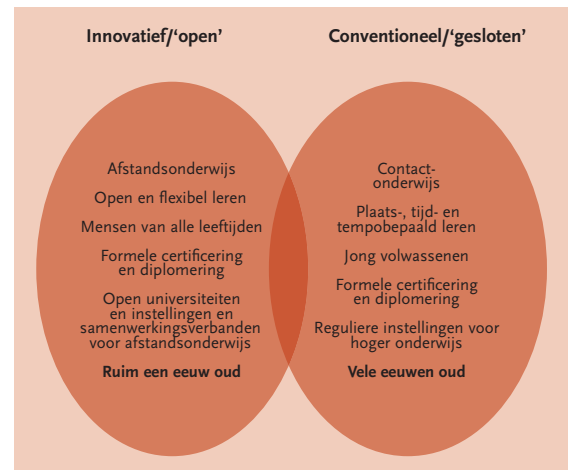 Innovatief/‘open’
Afstandsonderwijs
Open en flexibel leren
Mensen van alle leeftijden
Formele certificering
en diplomering
Open universiteiten
en instellingen en
samenwerkingsverbanden
voor afstandsonderwijs
Ruim een eeuw oud
Conventioneel/‘gesloten’
Contact-
onderwijs
Plaats-, tijd- en
tempobepaald leren
Jong volwassenen
Formele certificering
en diplomering
Reguliere instellingen voor
hoger onderwijs
Vele eeuwen oud